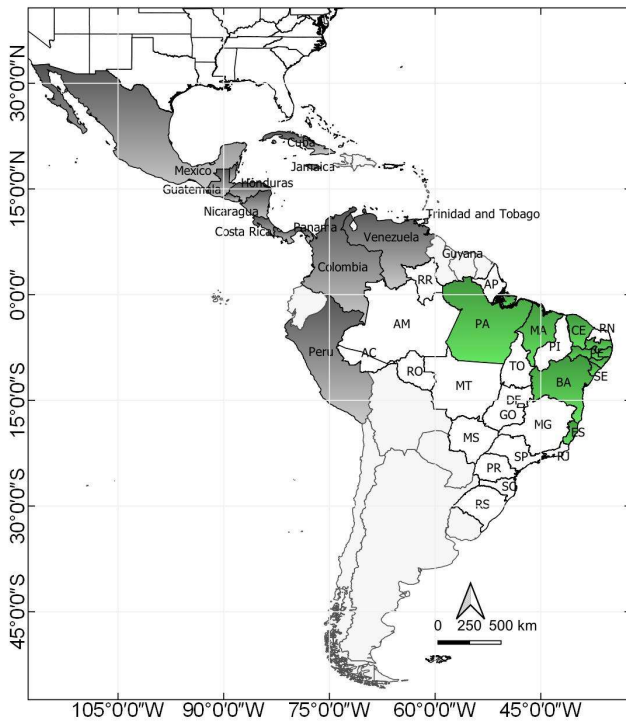 30°0'0"N
15°0'0"N
0°0'0"
15°0'0"S
30°0'0"S
45°0'0"S
Cuba
Mexico
Jamaica
Guatemala
Honduras
Nicaragua
Costa Rica
Panama
Trinidad and Tobago
Venezuela
Guyana
Colombia
RR
AP
AM
PA
MA
CE
RN
Peru
PI
AC
TO
RO
BA
SE
MT
DF
GO
MG
ES
MS
SP
RJ
PR
SC
RS
0 250 500 km
105°0'0"W 90°0'0"W 75°0'0"W 60°0'0"W 45°0'0"W